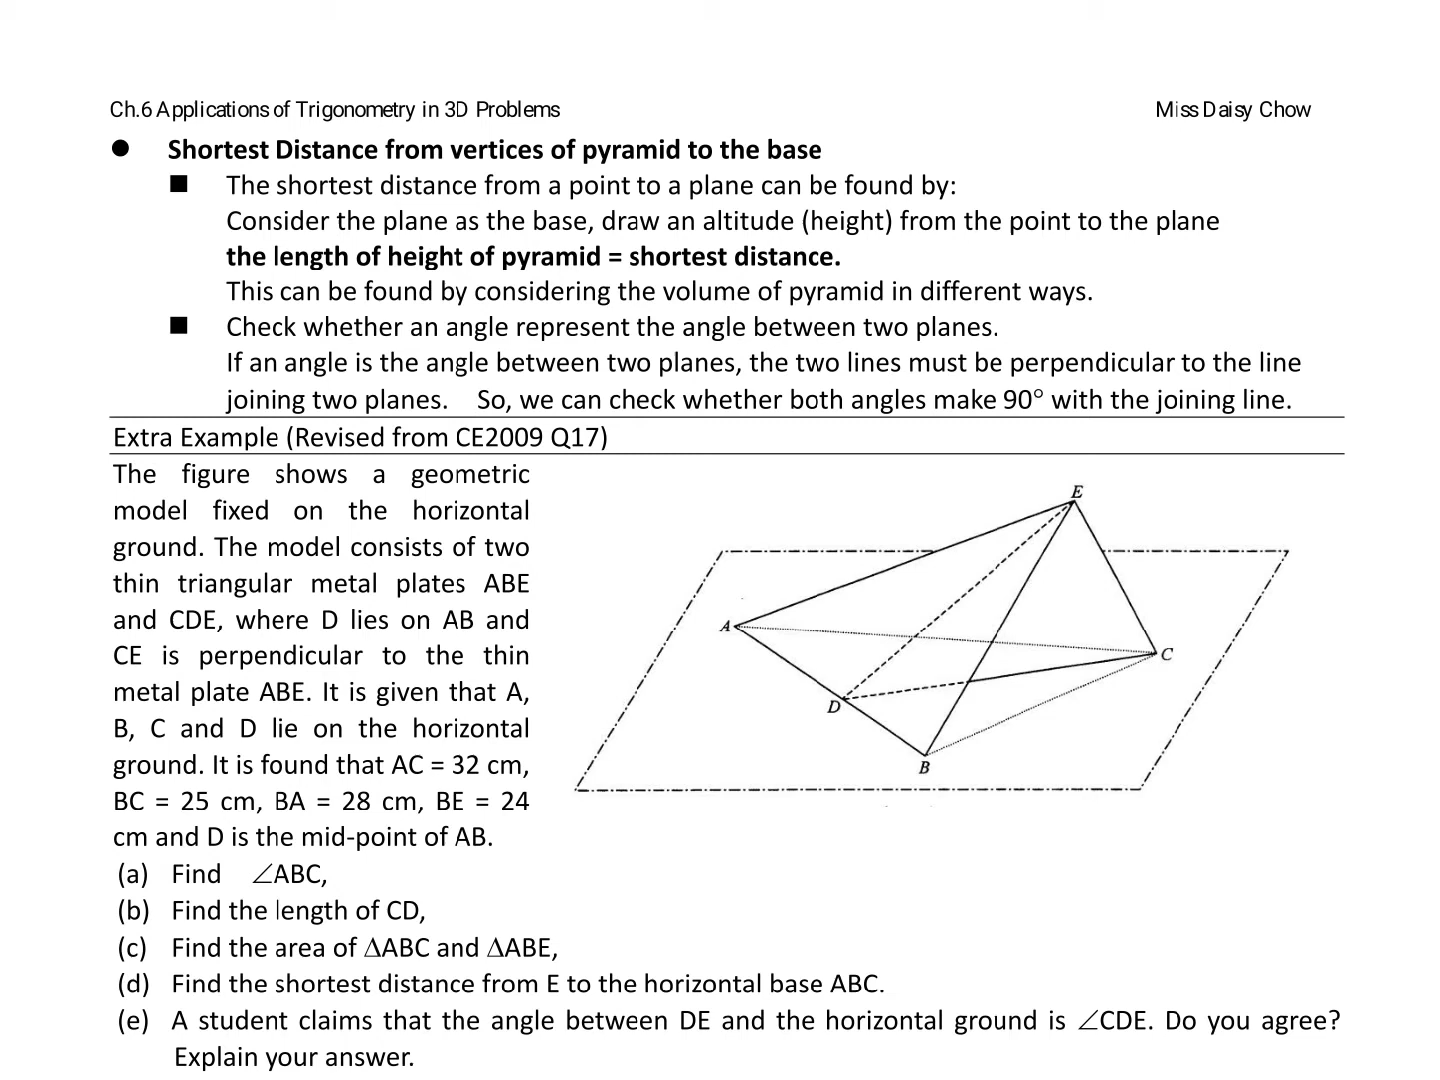 Ch.6 Applications of Trigonometry in 3D Problems Miss Daisy Chow
● Shortest Distance from vertices of pyramid to the base
■ The shortest distance from a point to a plane can be found by:
Consider the plane as the base, draw an altitude (height) from the point to the plane
the length of height of pyramid = shortest distance.
This can be found by considering the volume of pyramid in different ways.
■ Check whether an angle represent the angle between two planes.
If an angle is the angle between two planes, the two lines must be perpendicular to the line
joining two planes. So, we can check whether both angles make 90° with the joining line.
Extra Example (Revised from CE2009 Q17)
The figure shows a geometric
model fixed on the horizontal
ground. The model consists of two
thin triangular metal plates ABE
and CDE, where D lies on AB and
CE is perpendicular to the thin
metal plate ABE. It is given that A,
B, C and D lie on the horizontal
ground. It is found that AC = 32 cm,
BC = 25 cm, BA = 28 cm, BE = 24
cm and D is the mid-point of AB.
E
A
C
D
B
(a) Find ∠ABC,
(b) Find the length of CD,
(c) Find the area of ΔABC and ΔABE,
(d) Find the shortest distance from E to the horizontal base ABC.
(e) A student claims that the angle between DE and the horizontal ground is ∠CDE. Do you agree?
Explain your answer.